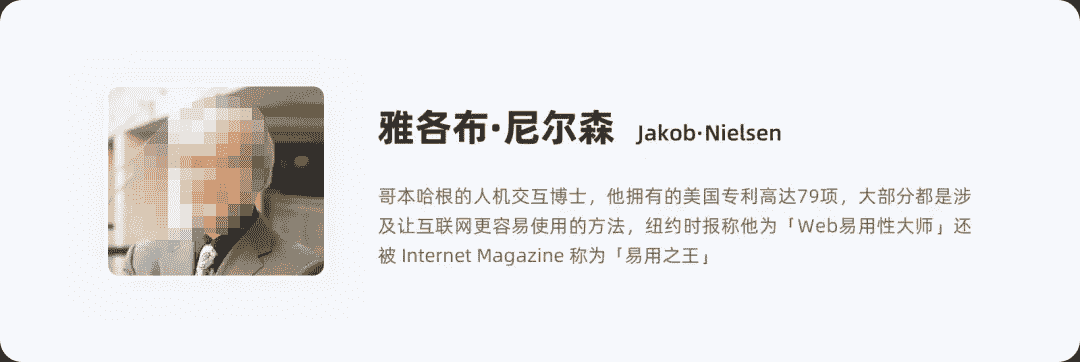 雅各布·尼尔森 Jakob·Nielsen
哥本哈根的人机交互博士，他拥有的美国专利高达79项，大部分都是涉
及让互联网更容易使用的方法，纽约时报称他为「Web易用性大师」还
被 Internet Magazine 称为「易用之王」